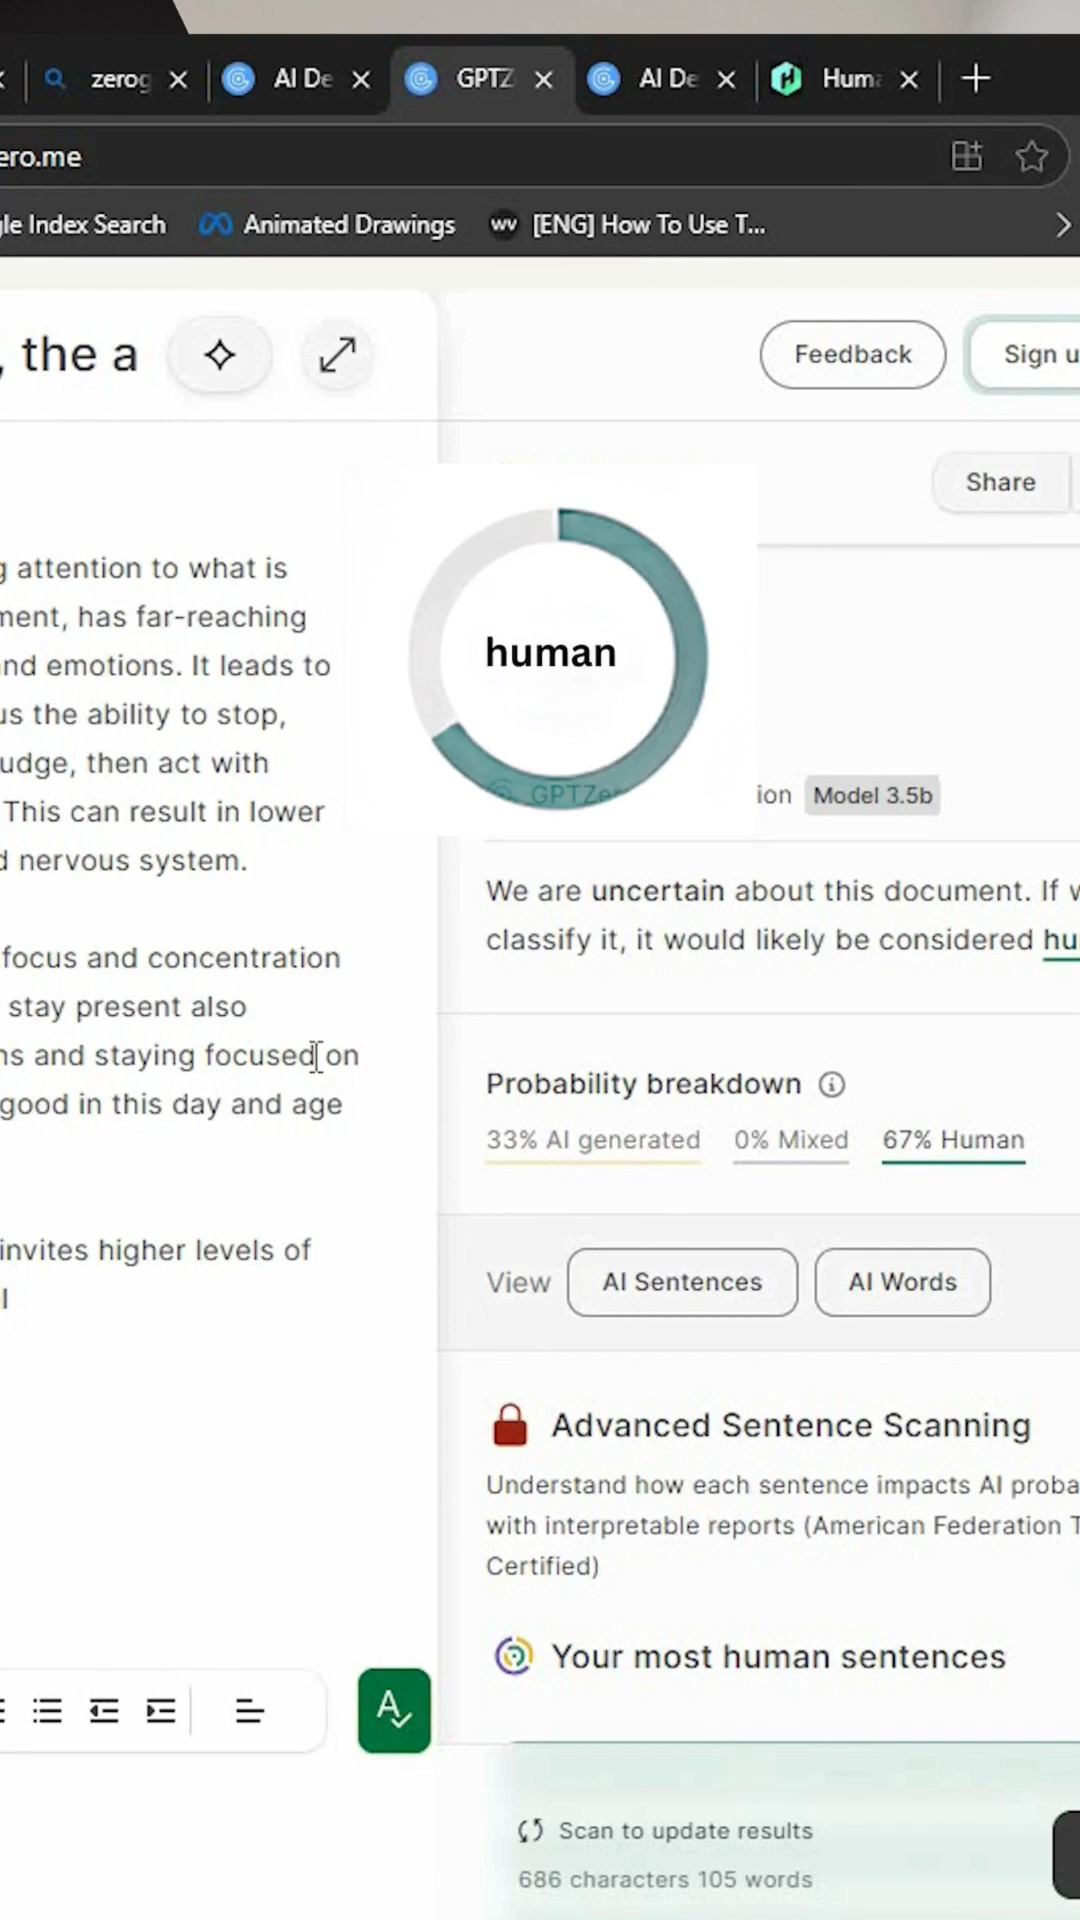 zerog
AI De
GPTZ
AI De
Huma
ero.me
le Index Search
Animated Drawings
wv
[ENG] How To Use T...
, the a
Feedback
Sign u
Share
g attention to what is
ment, has far-reaching
nd emotions. It leads to
us the ability to stop,
udge, then act with
This can result in lower
d nervous system.
focus and concentration
stay present also
ns and staying focused on
good in this day and age
invites higher levels of
l
human
GPTZer
ion
Model 3.5b
We are uncertain about this document. If w
classify it, it would likely be considered hu
Probability breakdown
33% AI generated
0% Mixed
67% Human
View
AI Sentences
AI Words
Advanced Sentence Scanning
Understand how each sentence impacts AI proba
with interpretable reports (American Federation T
Certified)
Your most human sentences
A
Scan to update results
686 characters 105 words